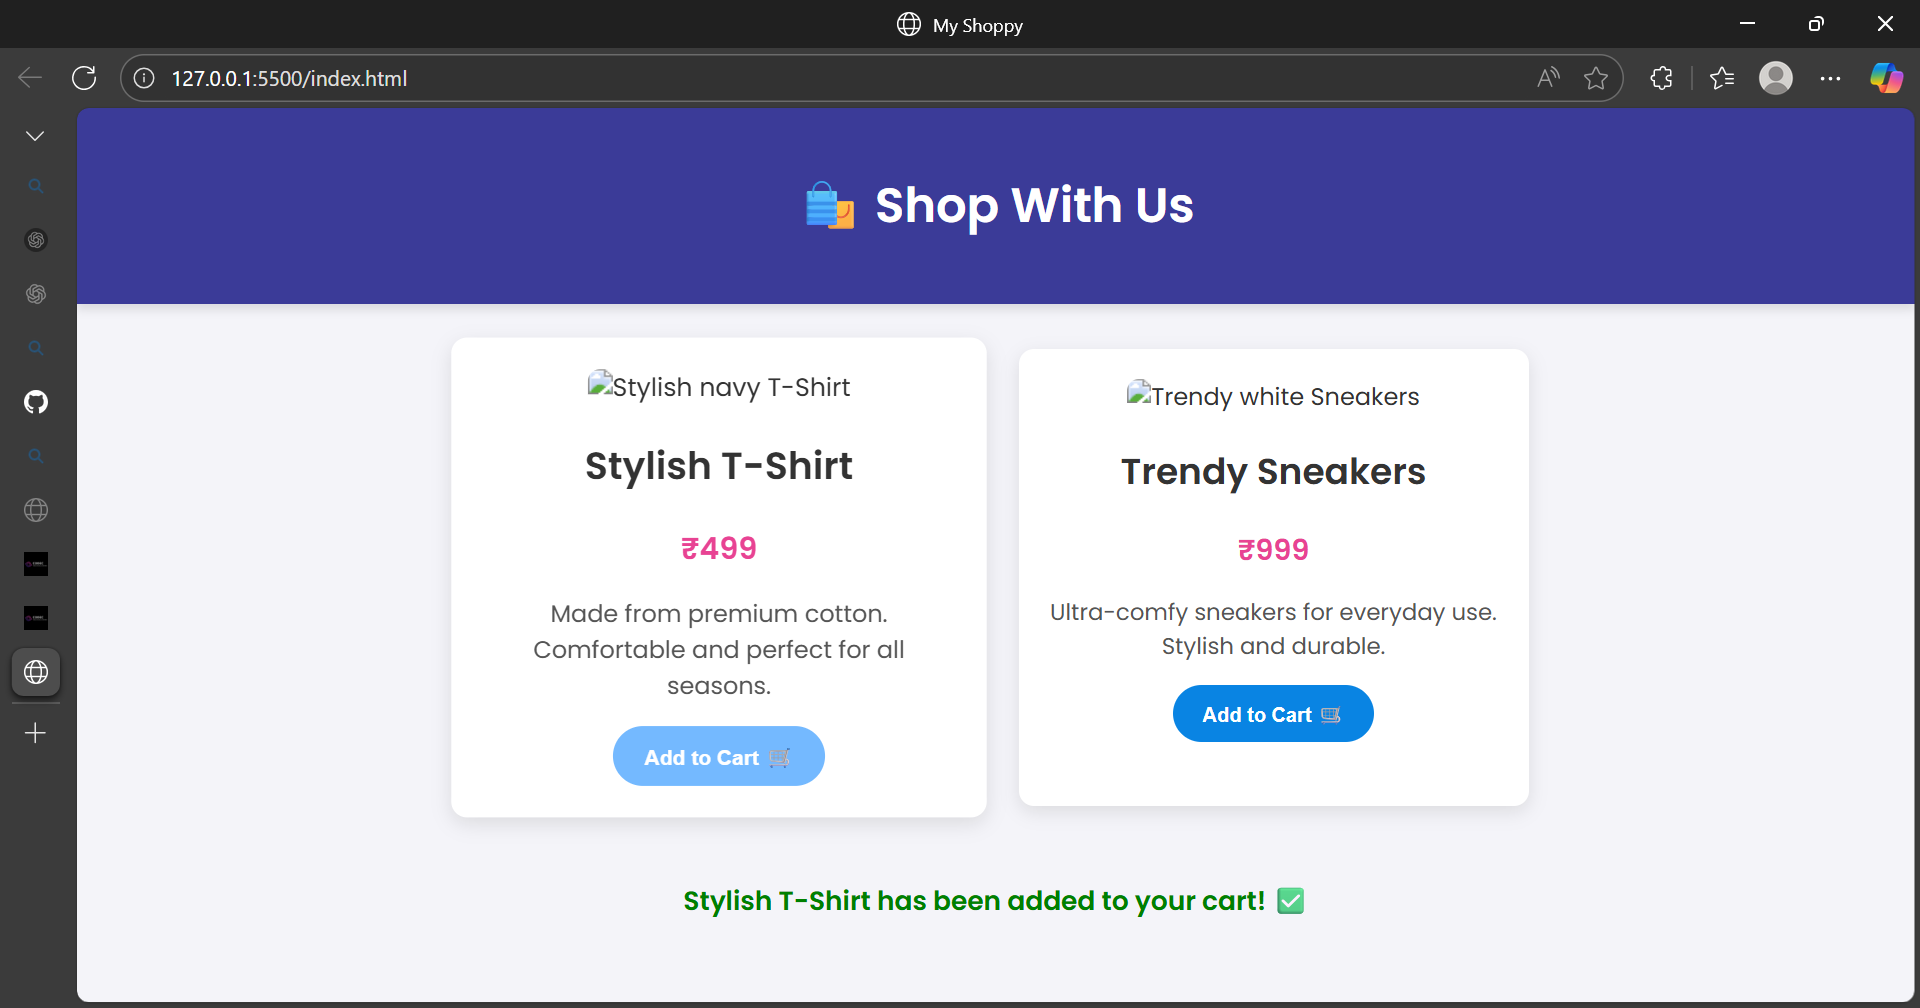 My Shoppy
127.0.0.1:5500/index.html
🛍️ Shop With Us
Stylish navy T-Shirt
Stylish T-Shirt
₹499
Made from premium cotton.
Comfortable and perfect for all
seasons.
Add to Cart 🛒
Trendy white Sneakers
Trendy Sneakers
₹999
Ultra-comfy sneakers for everyday use.
Stylish and durable.
Add to Cart 🛒
Stylish T-Shirt has been added to your cart! ✅